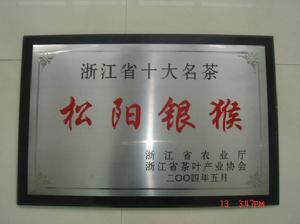 浙江省十大名茶
松阳银猴
浙江省农业厅
浙江省茶叶产业协会
二〇〇四年五月
13 3:47PM